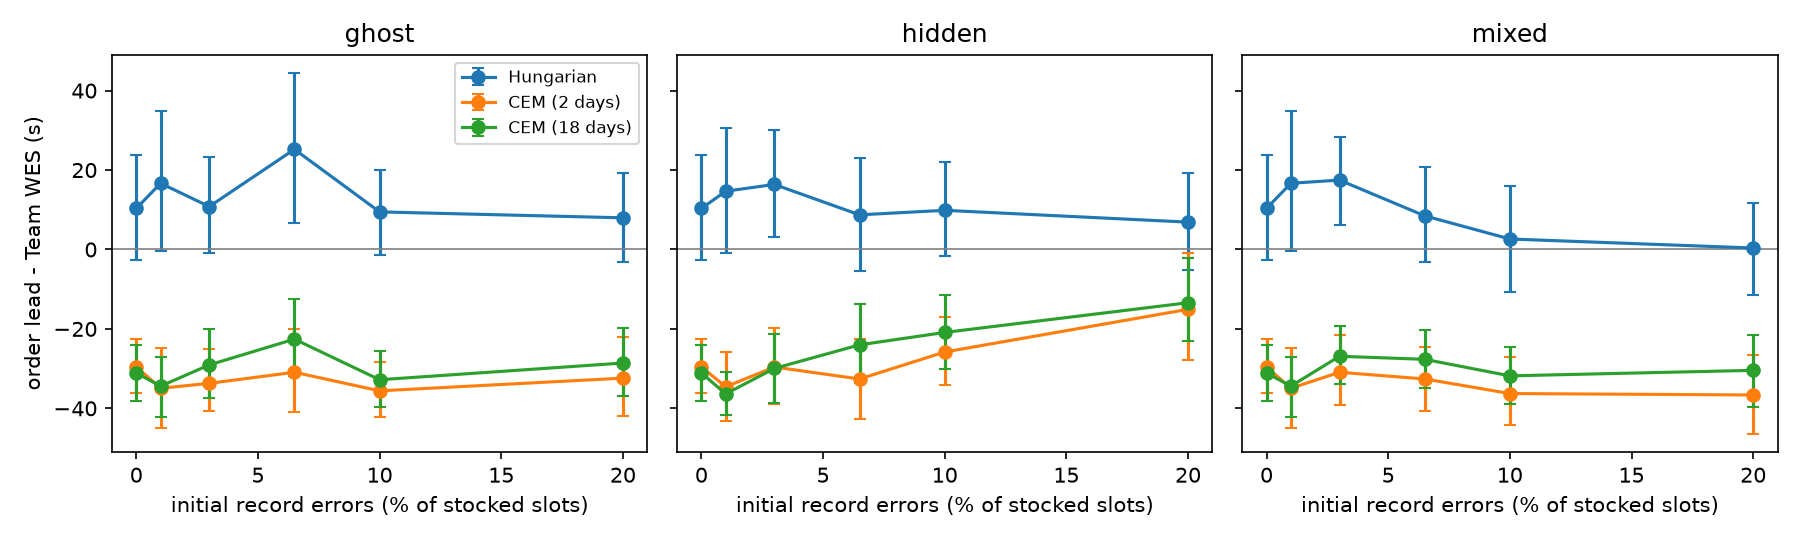 ghost
hidden
mixed
order lead - Team WES (s)
40
20
0
−20
−40
Hungarian
CEM (2 days)
CEM (18 days)
0 5 10 15 20
0 5 10 15 20
0 5 10 15 20
initial record errors (% of stocked slots)
initial record errors (% of stocked slots)
initial record errors (% of stocked slots)